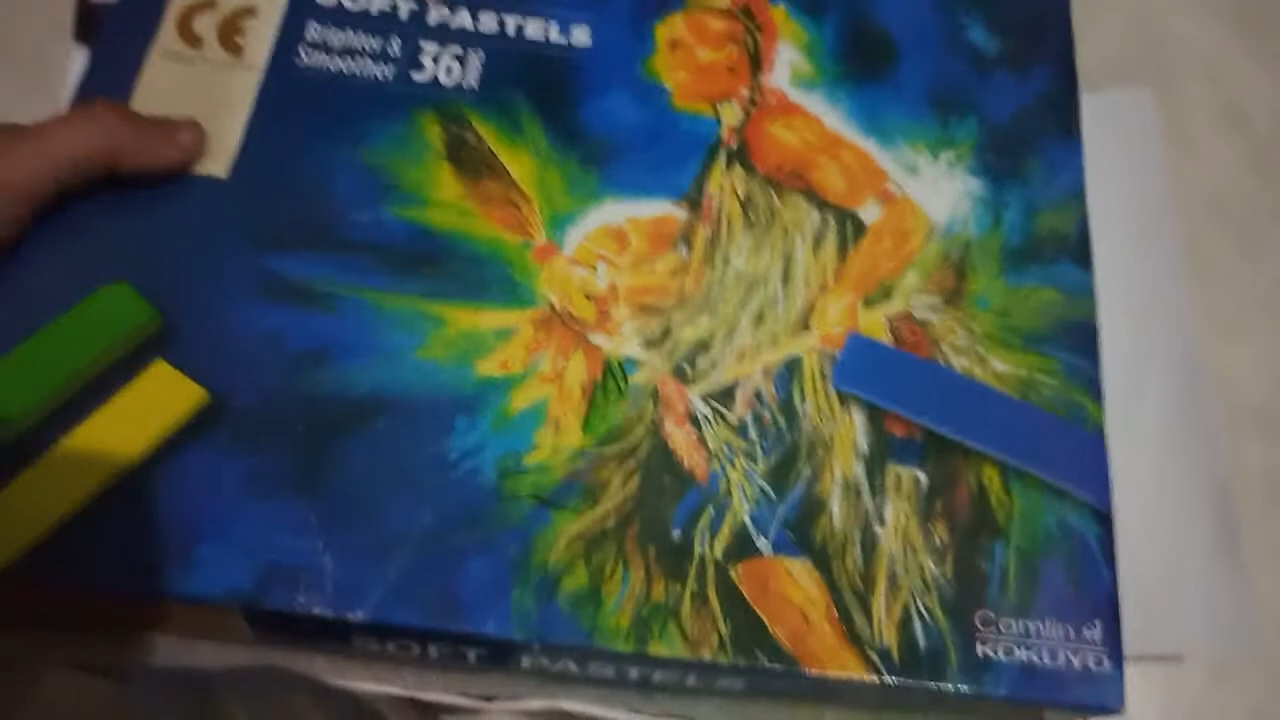 CE
SOFT PASTELS
Brighter &
Smoother 36
Camlin
KOKUYO
SOFT PASTELS